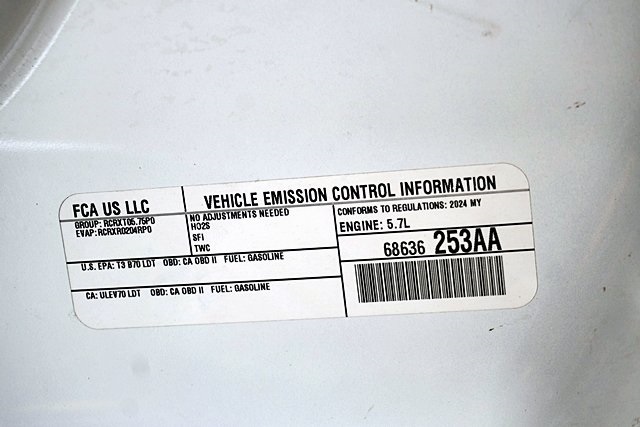 FCA US LLC
VEHICLE EMISSION CONTROL INFORMATION
GROUP: RCRXT05.75P0
EVAP: RCRXR0204RP0
NO ADJUSTMENTS NEEDED
HO2S
SFI
TWC
CONFORMS TO REGULATIONS: 2024 MY
ENGINE: 5.7L
U.S. EPA: T3 B70 LDT OBD: CA OBD II FUEL: GASOLINE
68636 253AA
CA: ULEV70 LDT OBD: CA OBD II FUEL: GASOLINE